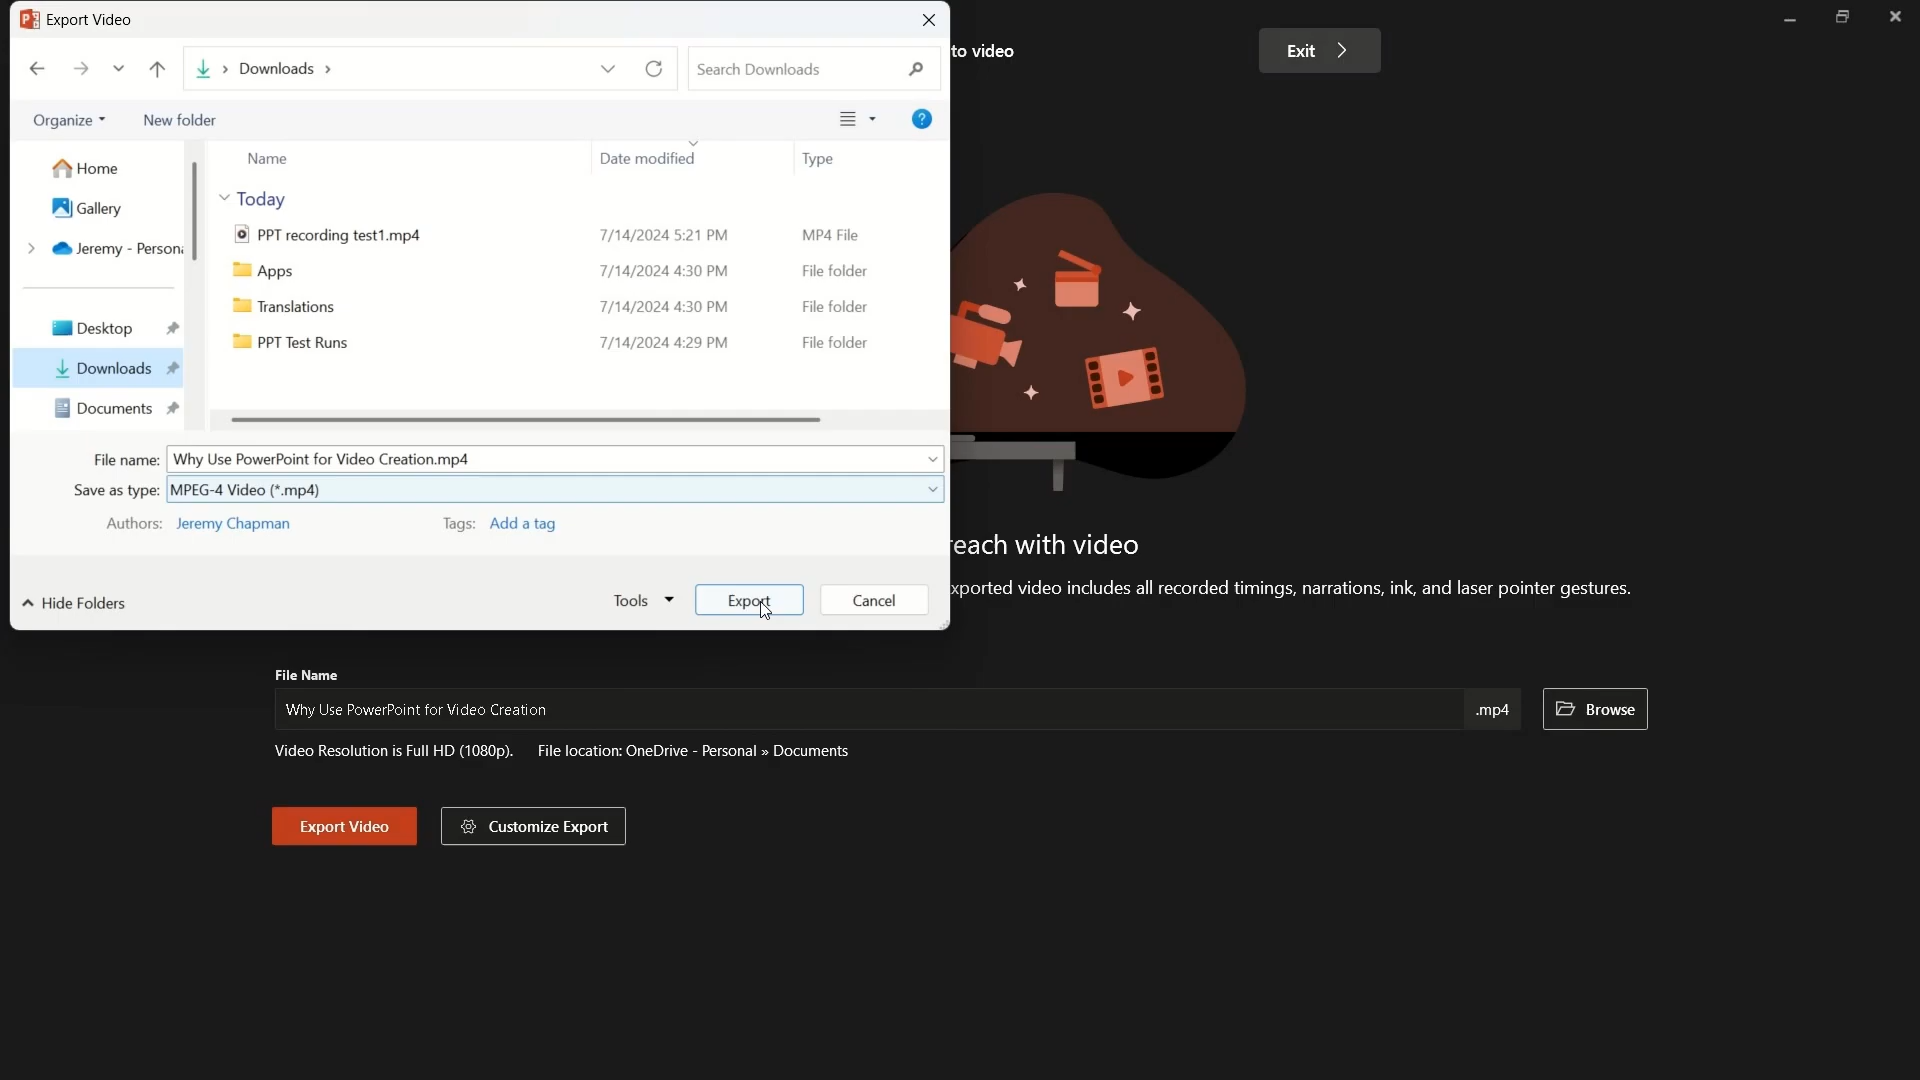 Export Video
to video
Exit
Downloads
Search Downloads
Organize
New folder
?
Home
Gallery
Jeremy - Persona
Desktop
Downloads
Documents
Name Date modified Type
Today
PPT recording test1.mp4 7/14/2024 5:21 PM MP4 File
Apps 7/14/2024 4:30 PM File folder
Translations 7/14/2024 4:30 PM File folder
PPT Test Runs 7/14/2024 4:29 PM File folder
File name: Why Use PowerPoint for Video Creation.mp4
Save as type: MPEG-4 Video (*.mp4)
Authors: Jeremy Chapman Tags: Add a tag
Hide Folders
Tools
Export
Cancel
reach with video
xported video includes all recorded timings, narrations, ink, and laser pointer gestures.
File Name
Why Use PowerPoint for Video Creation .mp4
Browse
Video Resolution is Full HD (1080p). File location: OneDrive - Personal » Documents
Export Video
Customize Export